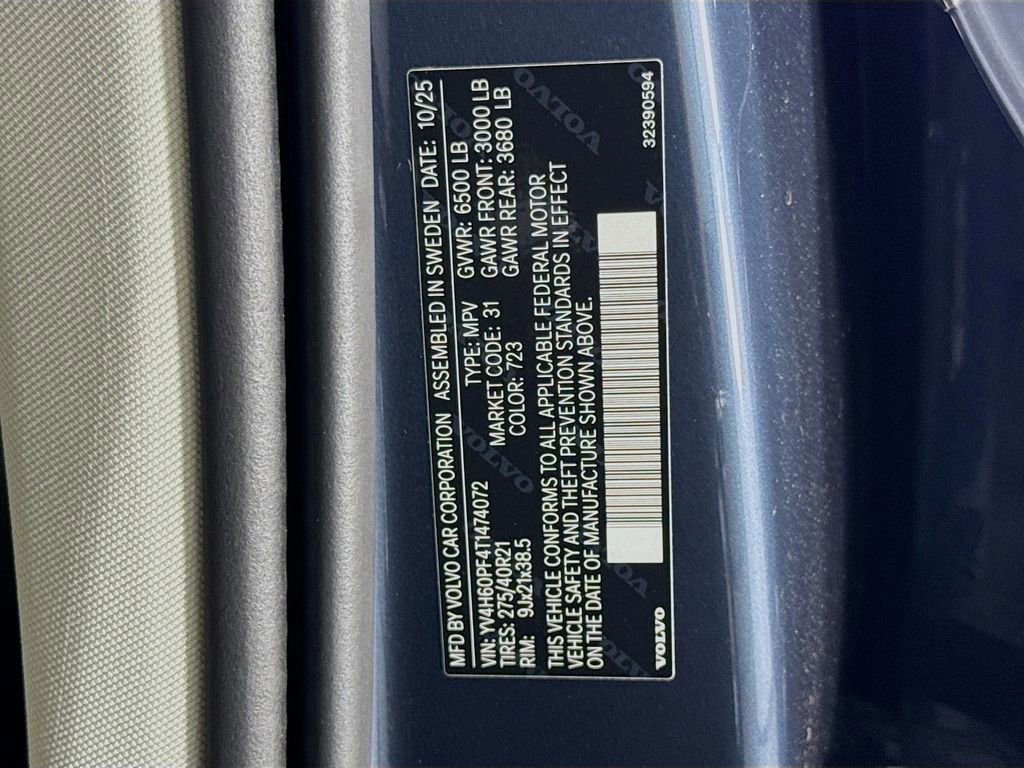 MFD BY VOLVO CAR CORPORATION ASSEMBLED IN SWEDEN DATE: 10/25
VIN: YV4H60PF4T1474072 TYPE: MPV GVWR: 6500 LB
TIRES: 275/40R21 MARKET CODE: 31 GAWR FRONT: 3000 LB
RIM: 9Jx21x38.5 COLOR: 723 GAWR REAR: 3680 LB
THIS VEHICLE CONFORMS TO ALL APPLICABLE FEDERAL MOTOR
VEHICLE SAFETY AND THEFT PREVENTION STANDARDS IN EFFECT
ON THE DATE OF MANUFACTURE SHOWN ABOVE.
VOLVO 32390594